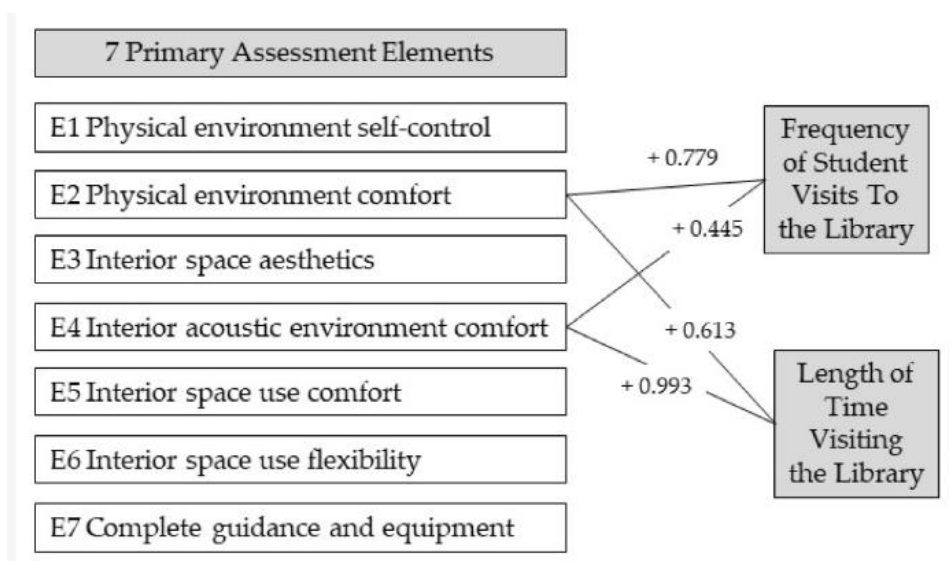 7 Primary Assessment Elements
E1 Physical environment self-control
E2 Physical environment comfort
E3 Interior space aesthetics
E4 Interior acoustic environment comfort
E5 Interior space use comfort
E6 Interior space use flexibility
E7 Complete guidance and equipment
+ 0.779
+ 0.445
+ 0.613
+ 0.993
Frequency
of Student
Visits To
the Library
Length of
Time
Visiting
the Library